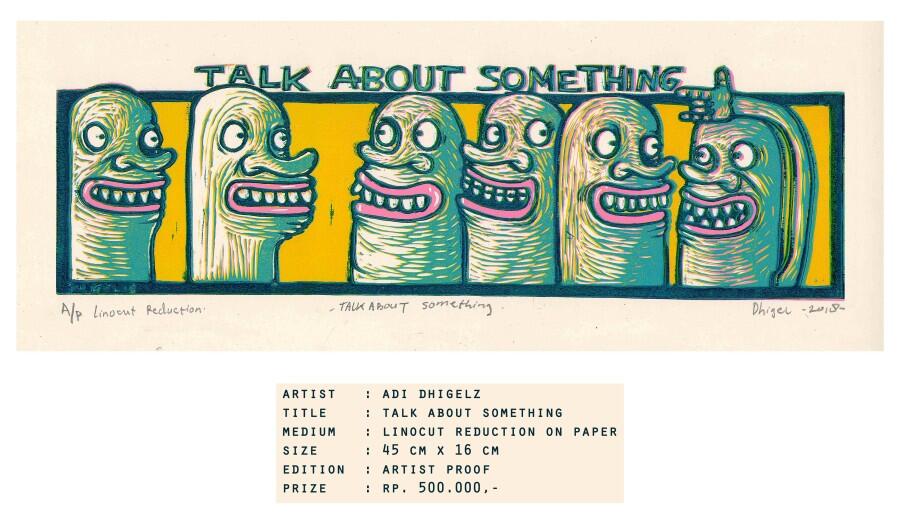 TALK ABOUT SOMETHING
A/p Linocut Reduction. - TALK ABOUT something - Dhigel -2018-
ARTIST : ADI DHIGELZ
TITLE : TALK ABOUT SOMETHING
MEDIUM : LINOCUT REDUCTION ON PAPER
SIZE : 45 CM X 16 CM
EDITION : ARTIST PROOF
PRIZE : RP. 500.000,-